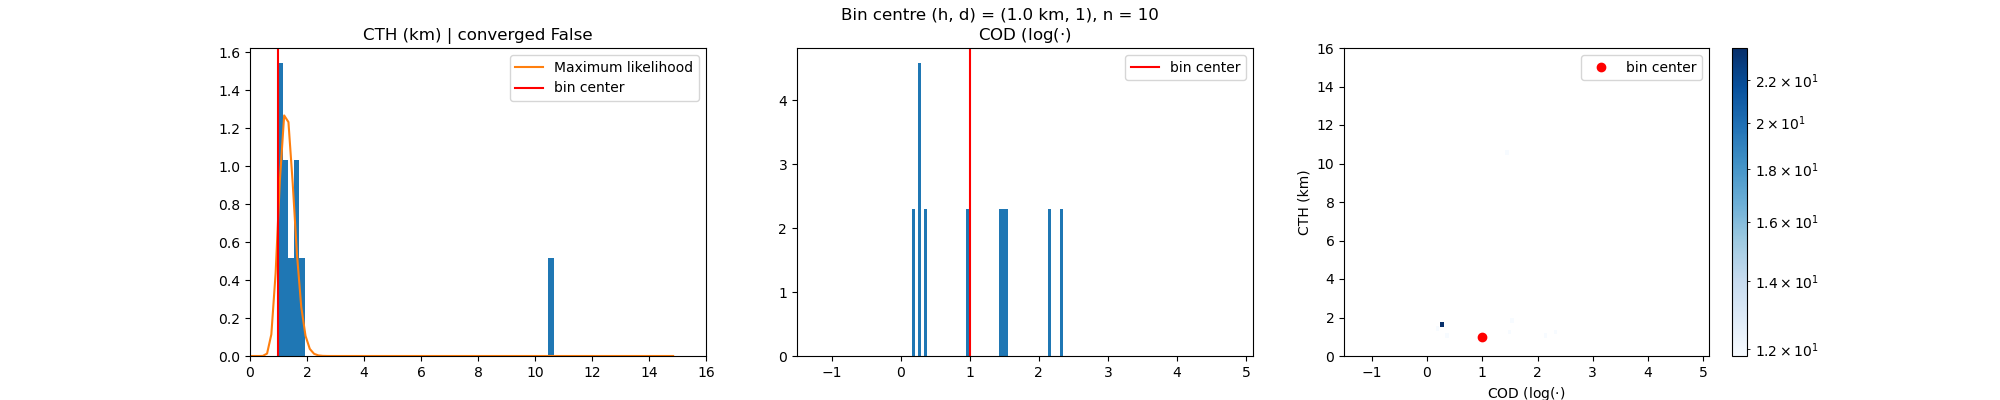 Bin centre (h, d) = (1.0 km, 1), n = 10
CTH (km) | converged False
1.6
1.4
1.2
1.0
0.8
0.6
0.4
0.2
0.0
0 2 4 6 8 10 12 14 16
Maximum likelihood
bin center
COD (log(·)
4
3
2
1
0
−1 0 1 2 3 4 5
bin center
CTH (km)
16
14
12
10
8
6
4
2
0
−1 0 1 2 3 4 5
COD (log(·)
bin center
2.2 × 10¹
2 × 10¹
1.8 × 10¹
1.6 × 10¹
1.4 × 10¹
1.2 × 10¹